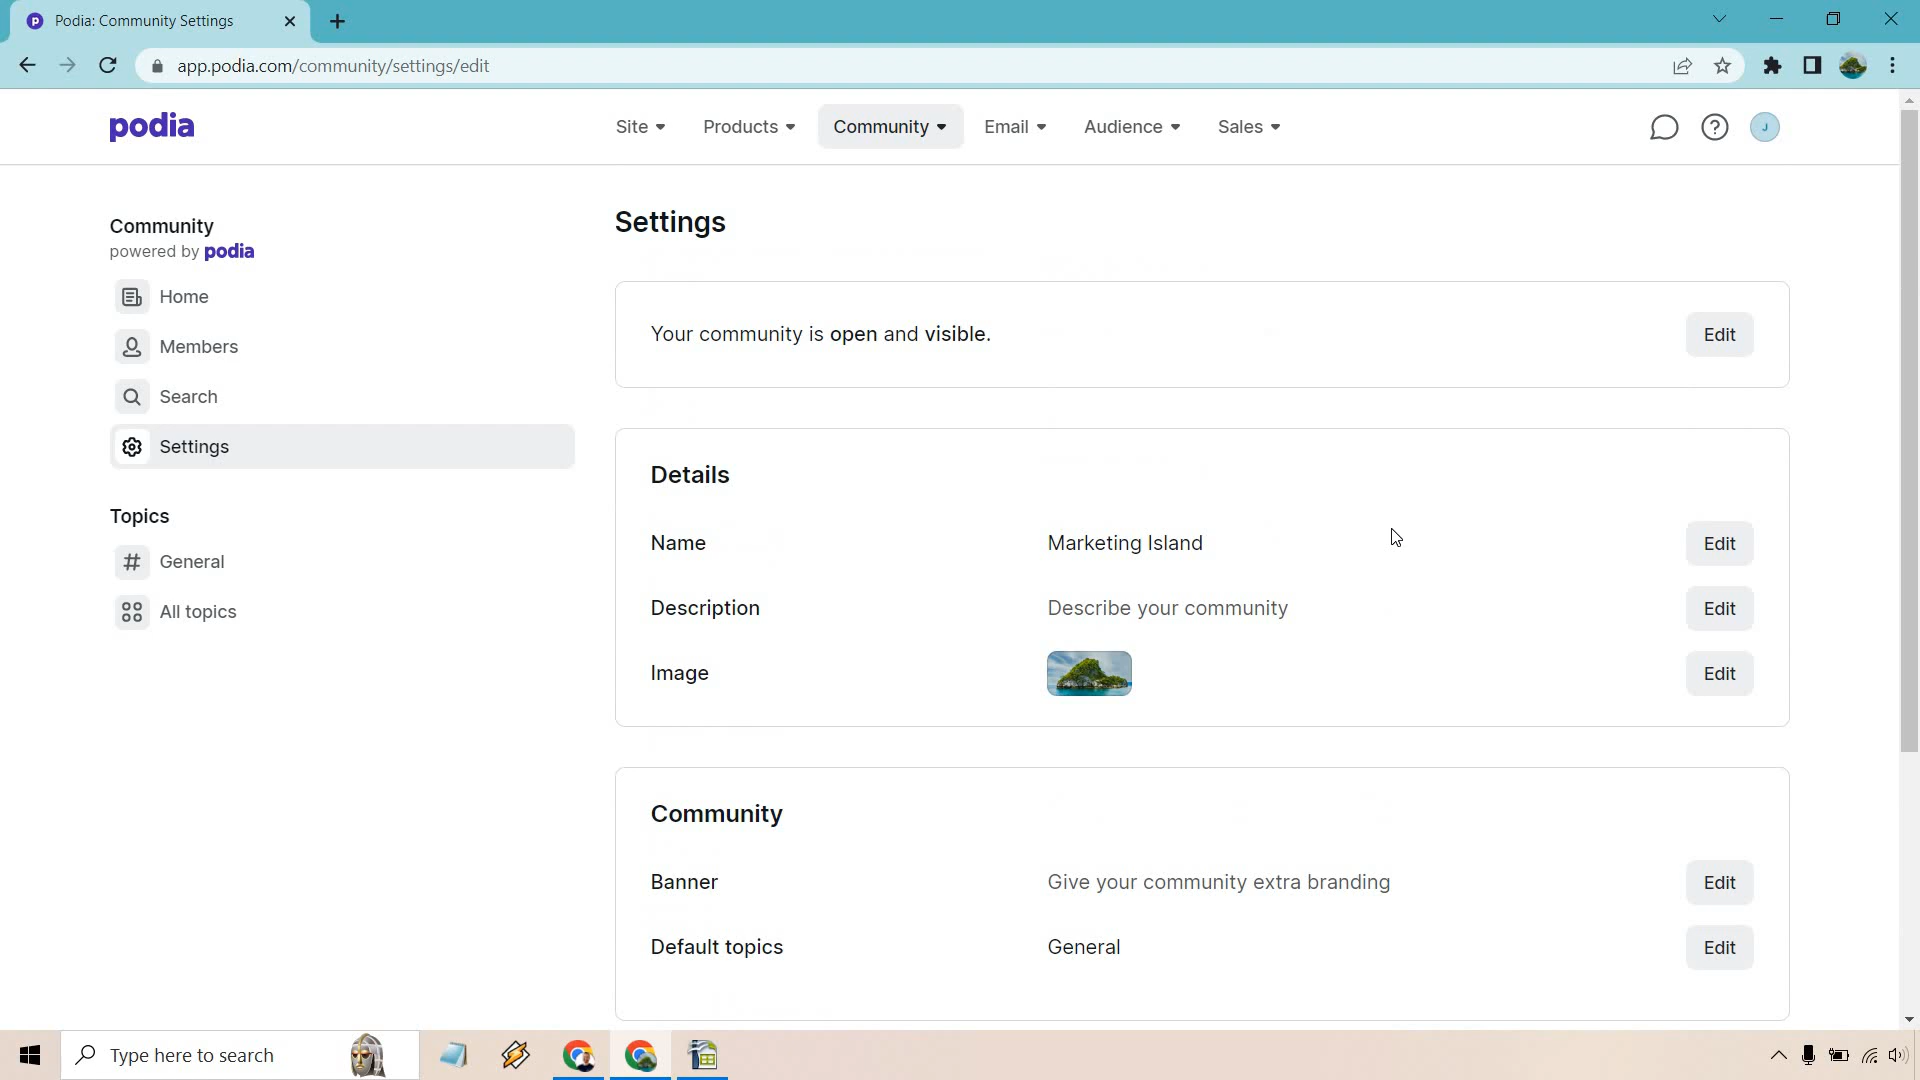 Podia: Community Settings
app.podia.com/community/settings/edit
podia
Site
Products
Community
Email
Audience
Sales
J
Community
powered by podia
Home
Members
Search
Settings
Topics
General
All topics
Settings
Your community is open and visible.
Edit
Details
Name
Marketing Island
Edit
Description
Describe your community
Edit
Image
Edit
Community
Banner
Give your community extra branding
Edit
Default topics
General
Edit
Type here to search